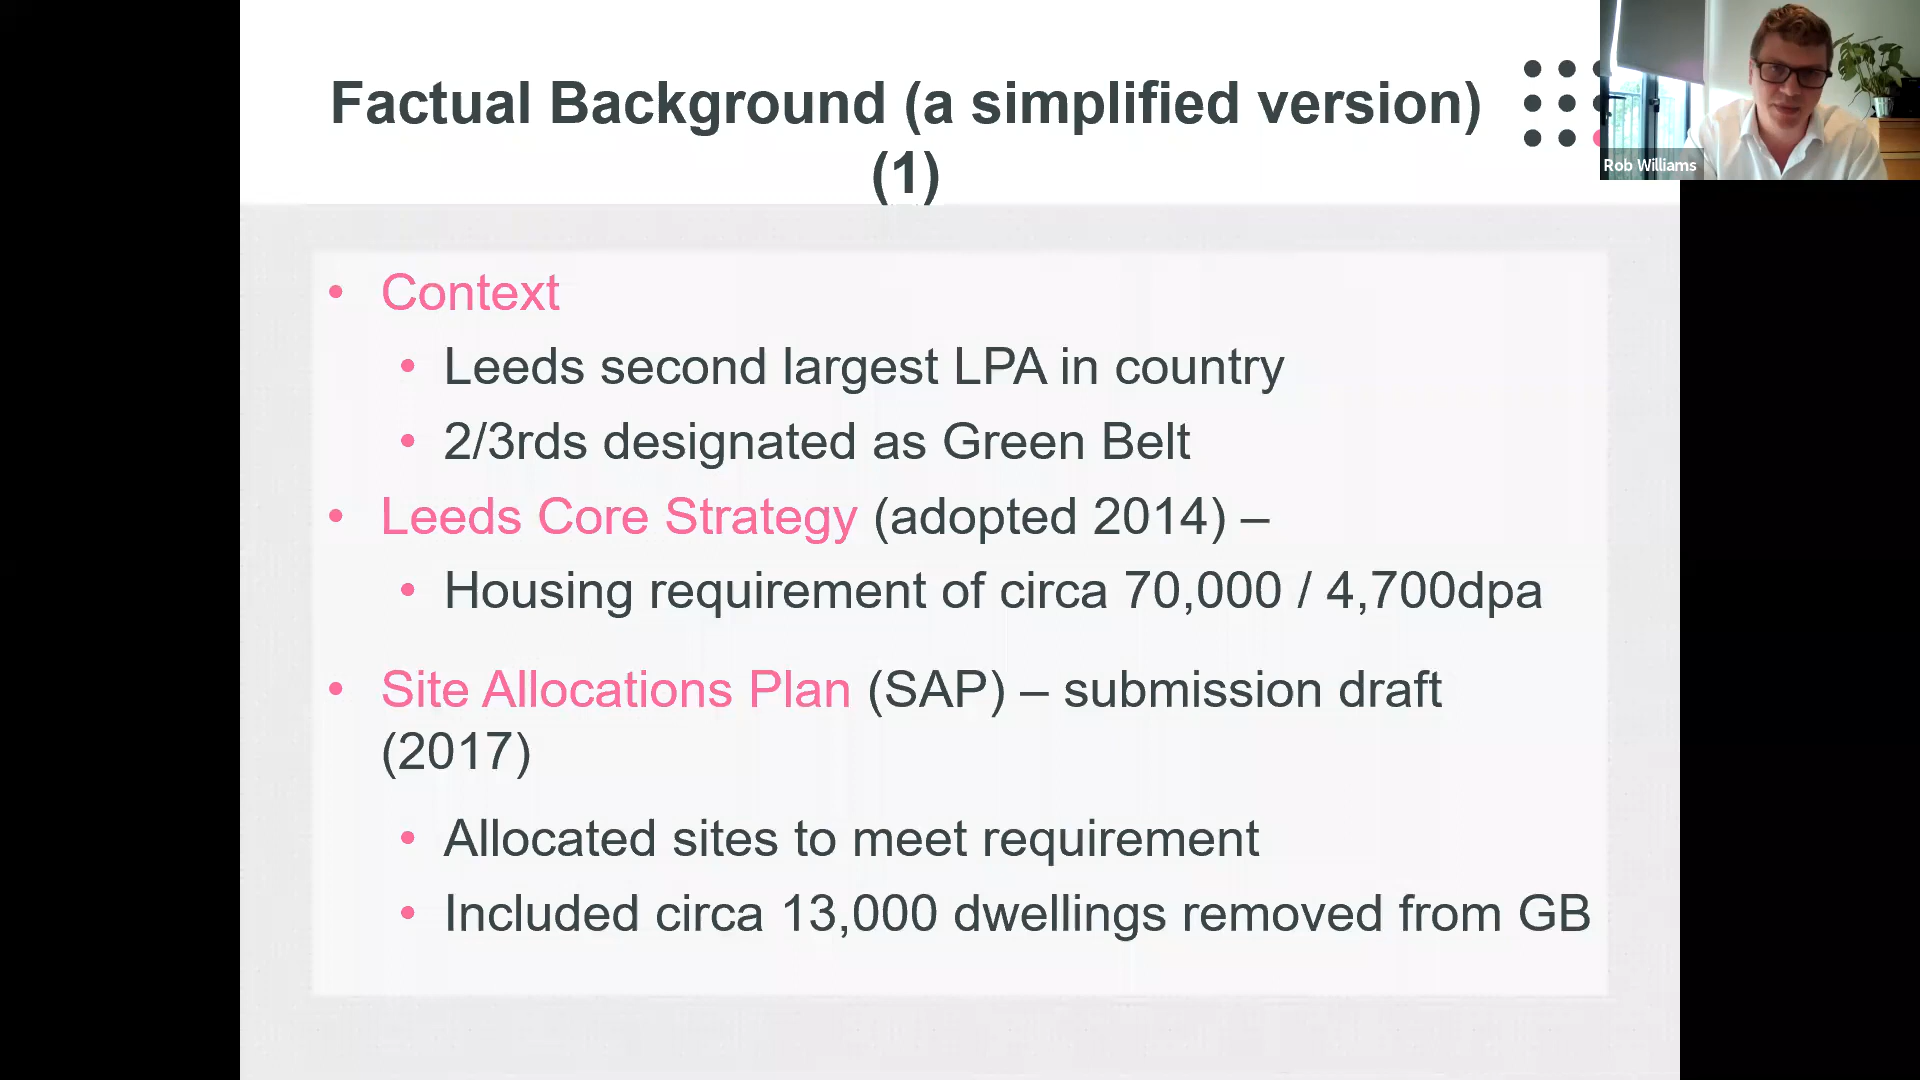 Factual Background (a simplified version)
(1)
Rob Williams
• Context
• Leeds second largest LPA in country
• 2/3rds designated as Green Belt
• Leeds Core Strategy (adopted 2014) –
• Housing requirement of circa 70,000 / 4,700dpa
• Site Allocations Plan (SAP) – submission draft
(2017)
• Allocated sites to meet requirement
• Included circa 13,000 dwellings removed from GB